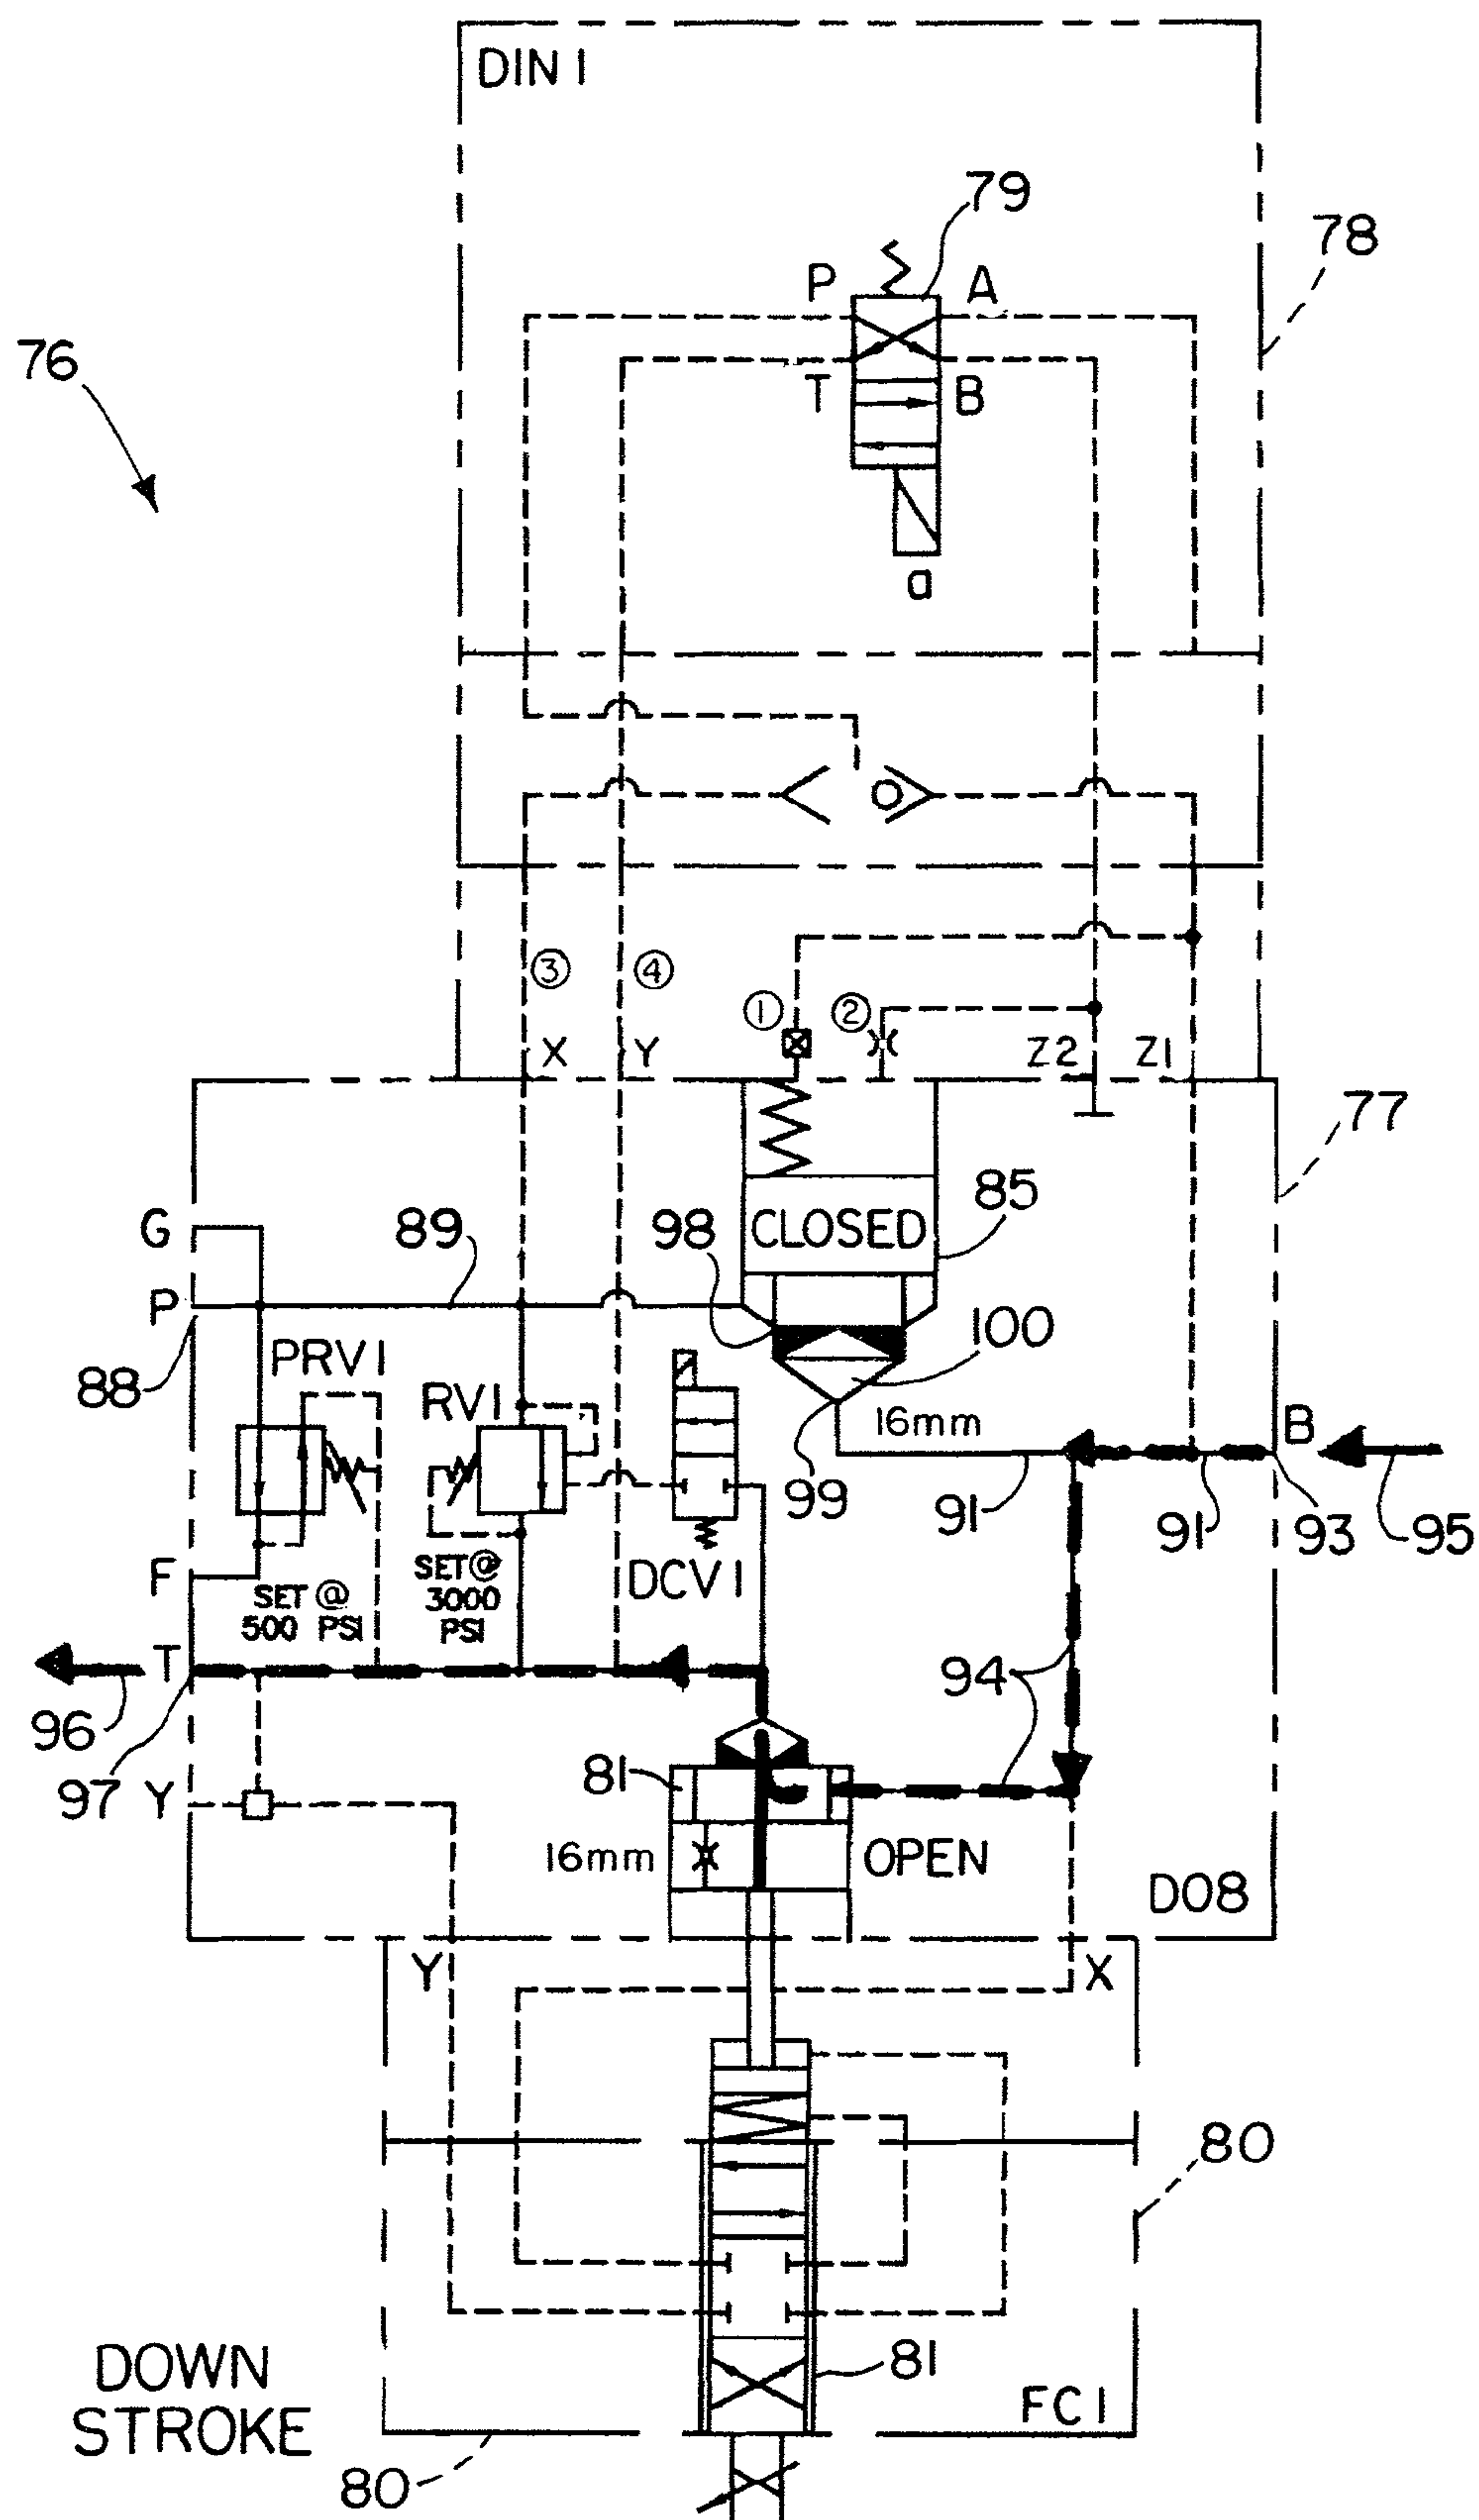 DIN 1
79
78
P
A
76
T
B
a
③
④
①
②
X
Y
Z2
Z1
77
85
G
89
98
CLOSED
P
100
88
PRV1
RV1
16mm
B
99
91
91
93
95
F
SET @
500 PSI
SET @
3000
PSI
DCV1
T
94
96
81
97
Y
16mm
OPEN
D08
Y
X
80
81
DOWN
STROKE
FC1
80